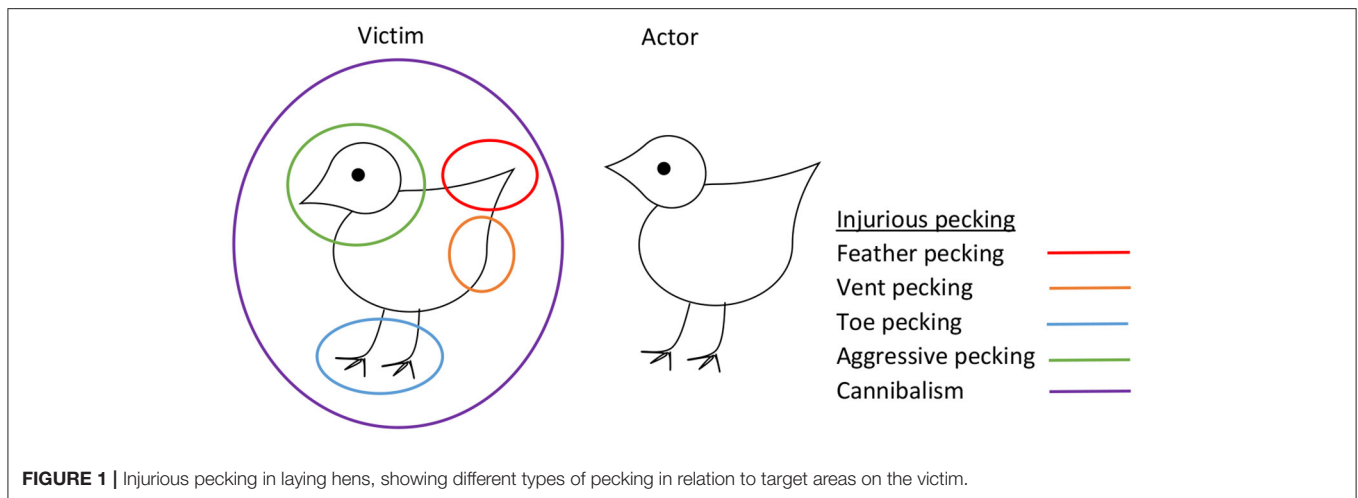 Victim
Actor
Injurious pecking
Feather pecking
Vent pecking
Toe pecking
Aggressive pecking
Cannibalism
FIGURE 1 | Injurious pecking in laying hens, showing different types of pecking in relation to target areas on the victim.